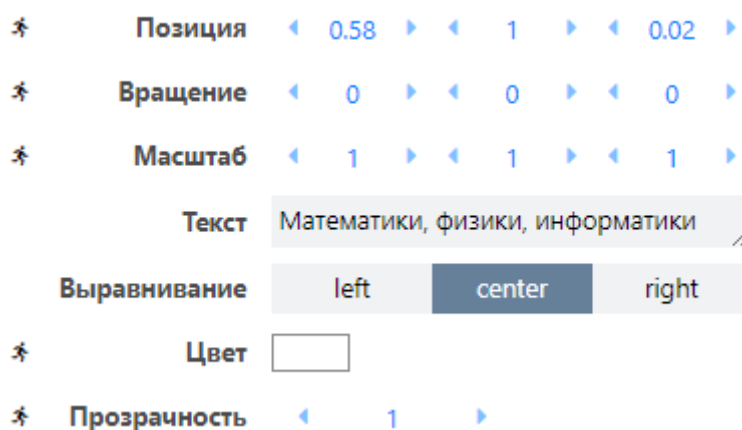 Позиция 0.58 1 0.02
Вращение 0 0 0
Масштаб 1 1 1
Текст Математики, физики, информатики
Выравнивание left center right
Цвет
Прозрачность 1